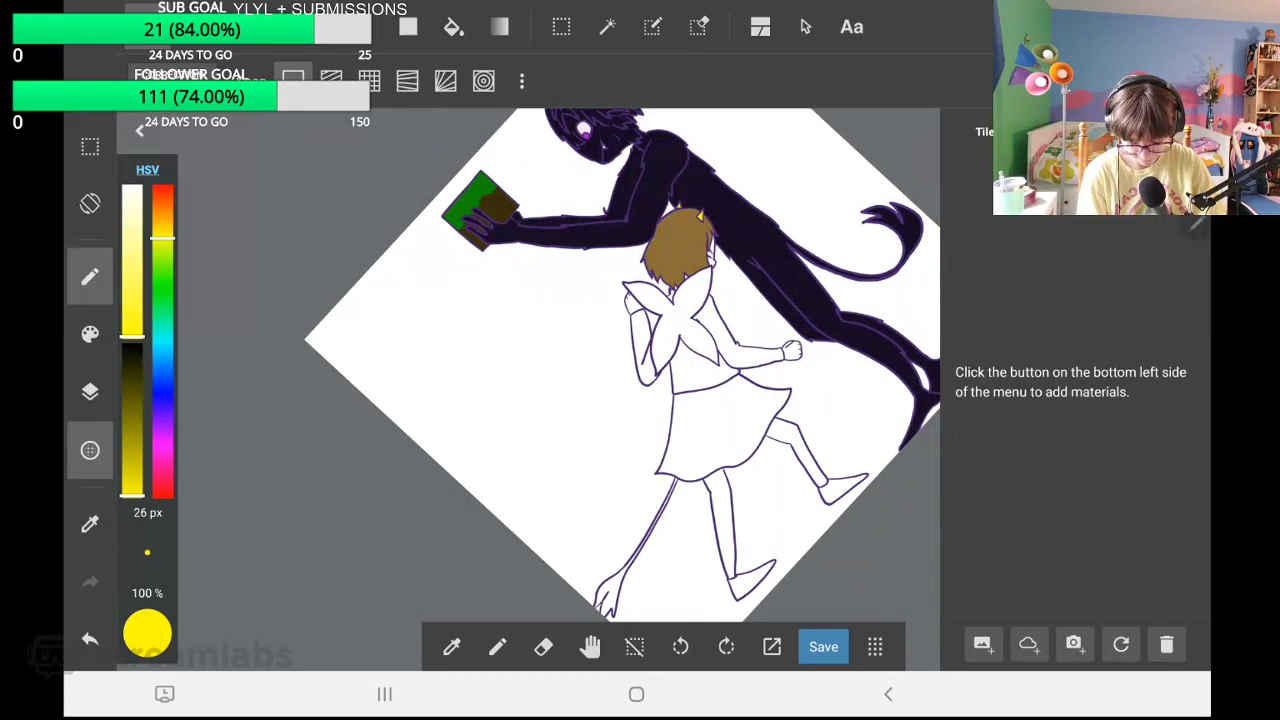 SUB GOAL
YLYL + SUBMISSIONS
21 (84.00%)
0
24 DAYS TO GO
25
FOLLOWER GOAL
111 (74.00%)
0
24 DAYS TO GO
150
Aa
Tile
HSV
Click the button on the bottom left side
of the menu to add materials.
26 px
100 %
Save